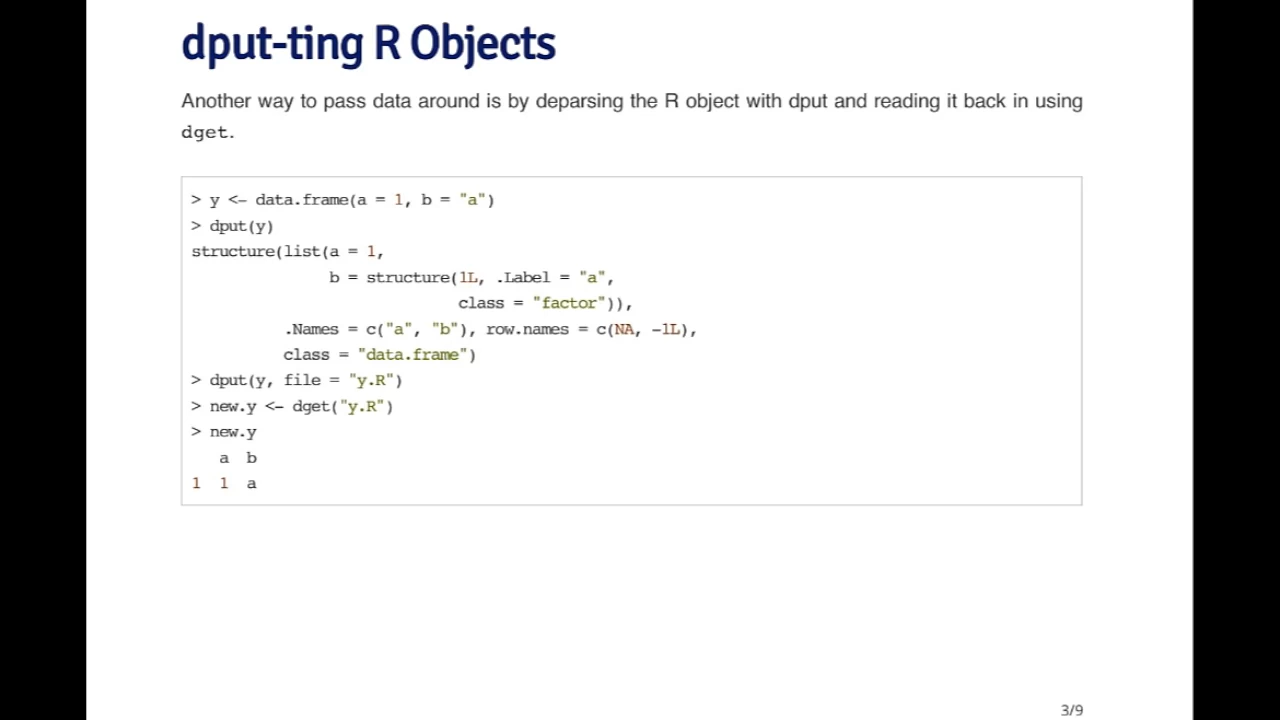 dput-ting R Objects
Another way to pass data around is by deparsing the R object with dput and reading it back in using
dget.
> y <- data.frame(a = 1, b = "a")
> dput(y)
structure(list(a = 1,
               b = structure(1L, .Label = "a",
                             class = "factor")),
          .Names = c("a", "b"), row.names = c(NA, -1L),
          class = "data.frame")
> dput(y, file = "y.R")
> new.y <- dget("y.R")
> new.y
   a  b
1  1  a
3/9